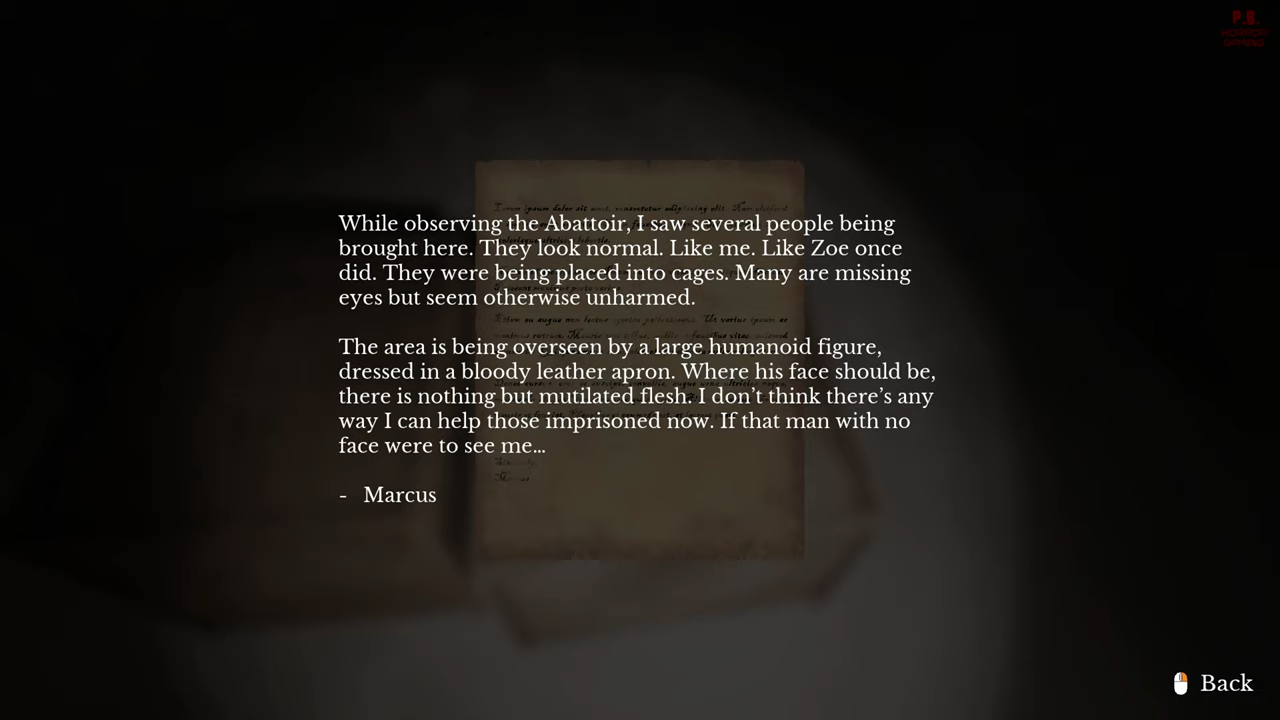 P.B.
HORROR
GAMING
While observing the Abattoir, I saw several people being
brought here. They look normal. Like me. Like Zoe once
did. They were being placed into cages. Many are missing
eyes but seem otherwise unharmed.
The area is being overseen by a large humanoid figure,
dressed in a bloody leather apron. Where his face should be,
there is nothing but mutilated flesh. I don’t think there’s any
way I can help those imprisoned now. If that man with no
face were to see me…
- Marcus
Back